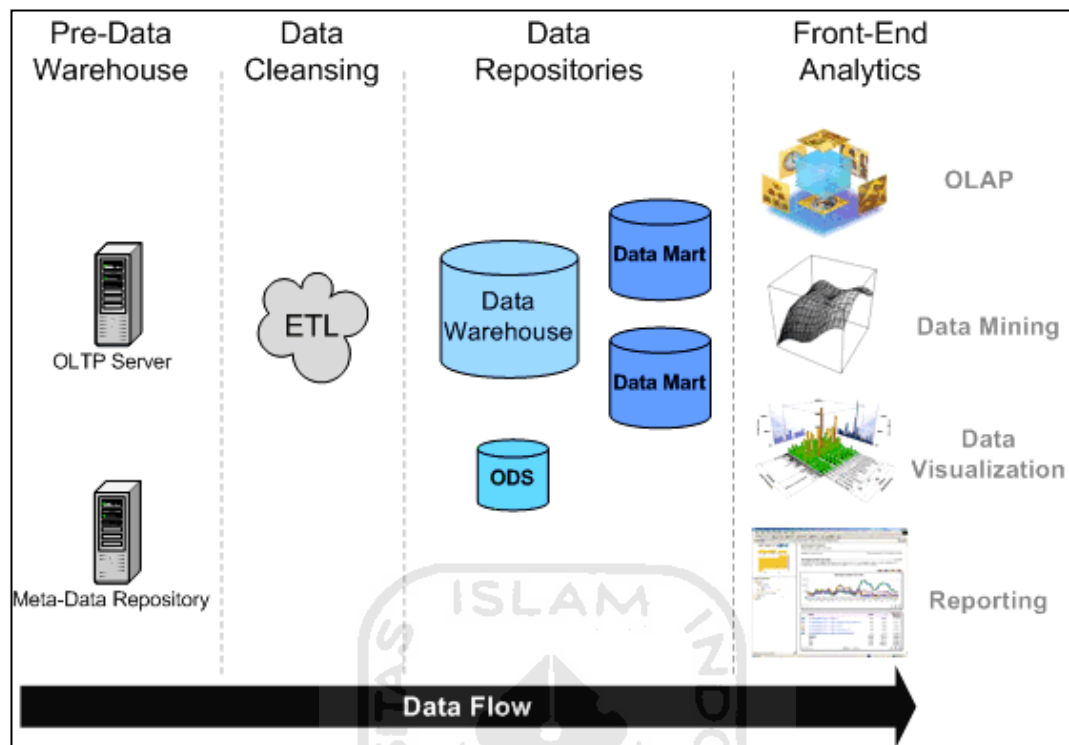 Pre-Data
Warehouse
Data
Cleansing
Data
Repositories
Front-End
Analytics
OLTP Server
Meta-Data Repository
ETL
Data
Warehouse
Data Mart
Data Mart
ODS
OLAP
Data Mining
Data
Visualization
Reporting
ISLAM
Data Flow